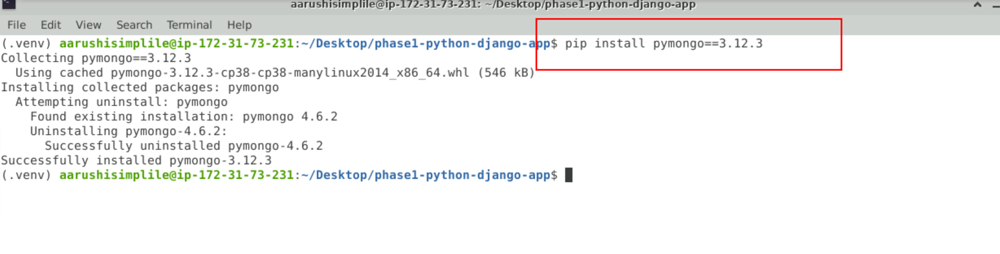 aarushisimplile@ip-172-31-73-231: ~/Desktop/phase1-python-django-app
File Edit View Search Terminal Help
(.venv) aarushisimplile@ip-172-31-73-231:~/Desktop/phase1-python-django-app$ pip install pymongo==3.12.3
Collecting pymongo==3.12.3
  Using cached pymongo-3.12.3-cp38-cp38-manylinux2014_x86_64.whl (546 kB)
Installing collected packages: pymongo
  Attempting uninstall: pymongo
    Found existing installation: pymongo 4.6.2
    Uninstalling pymongo-4.6.2:
      Successfully uninstalled pymongo-4.6.2
Successfully installed pymongo-3.12.3
(.venv) aarushisimplile@ip-172-31-73-231:~/Desktop/phase1-python-django-app$